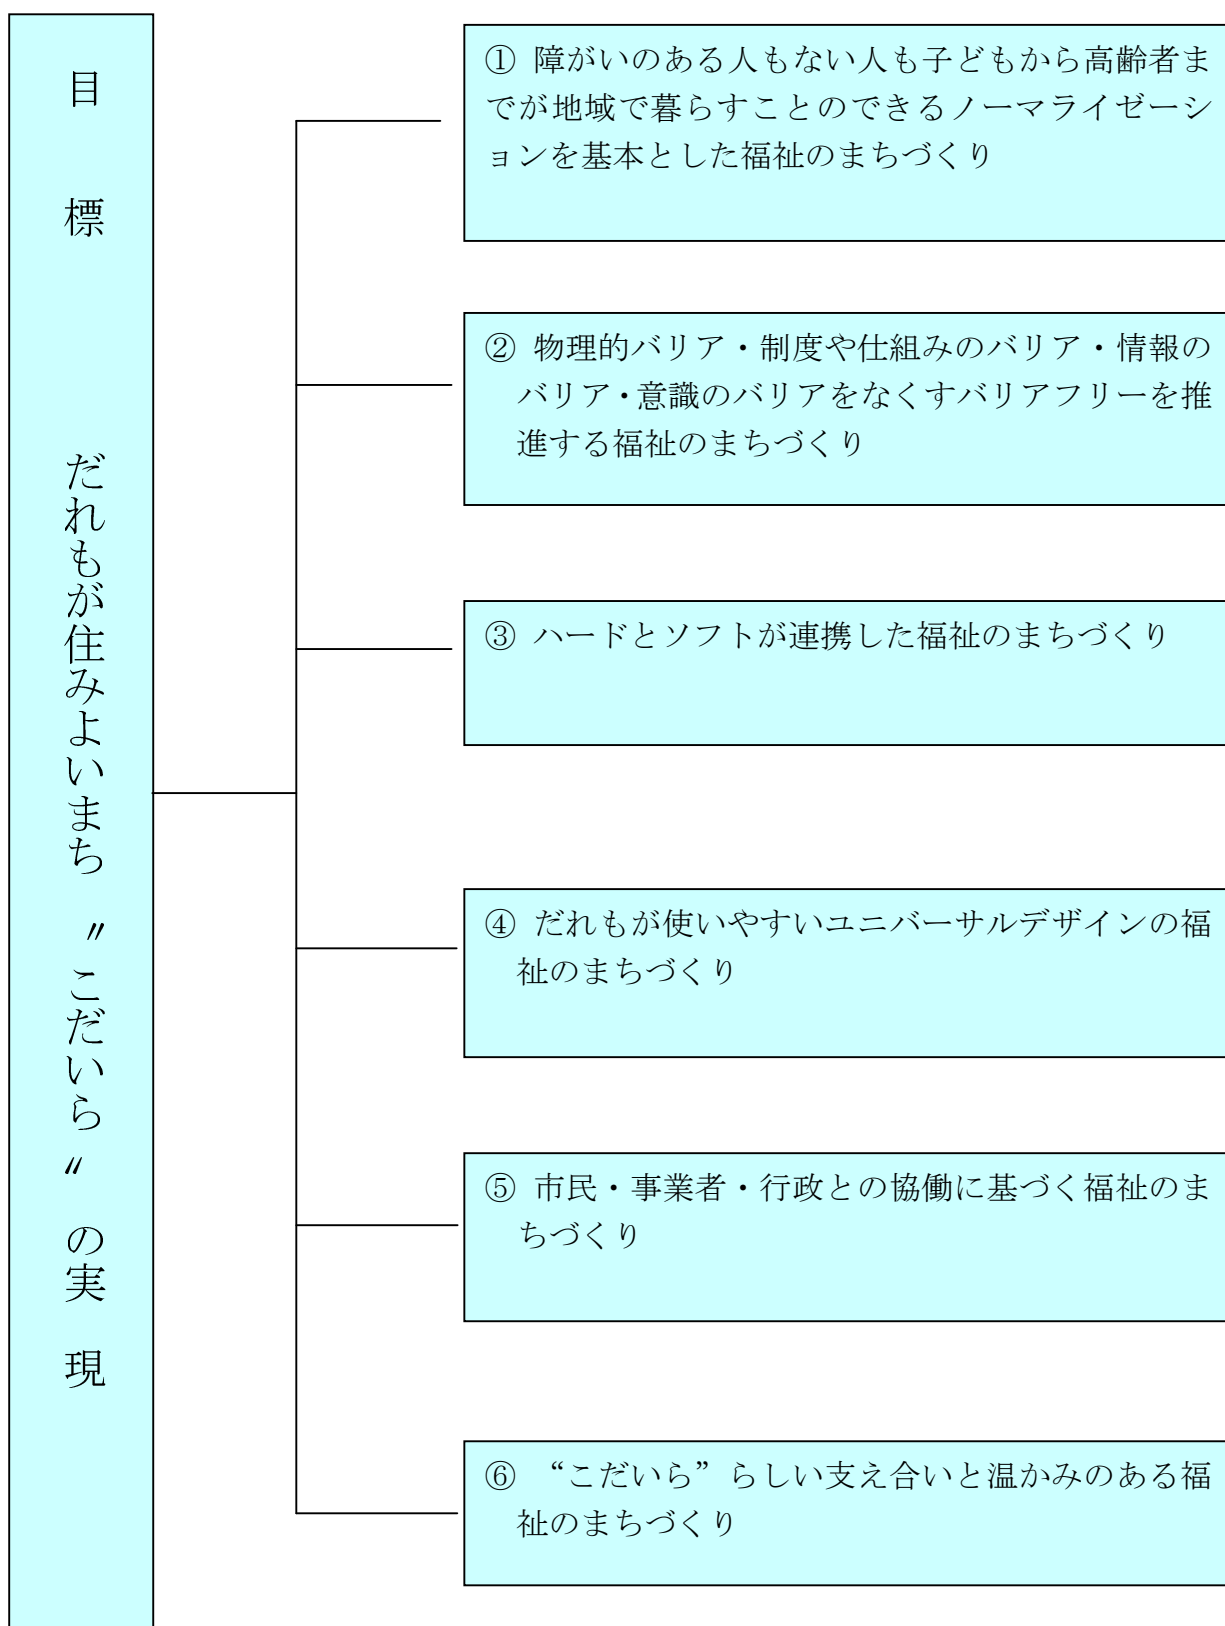 目標 だれもが住みよいまち〝こだいら〟の実現
① 障がいのある人もない人も子どもから高齢者ま
でが地域で暮らすことのできるノーマライゼーシ
ョンを基本とした福祉のまちづくり
② 物理的バリア・制度や仕組みのバリア・情報の
バリア・意識のバリアをなくすバリアフリーを推
進する福祉のまちづくり
③ ハードとソフトが連携した福祉のまちづくり
④ だれもが使いやすいユニバーサルデザインの福
祉のまちづくり
⑤ 市民・事業者・行政との協働に基づく福祉のま
ちづくり
⑥ “こだいら”らしい支え合いと温かみのある福
祉のまちづくり